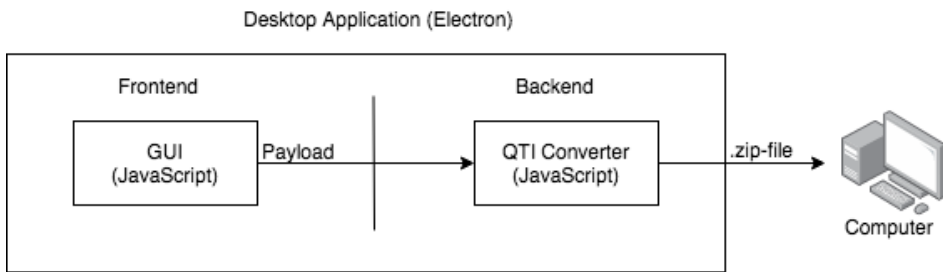 Desktop Application (Electron)
Frontend
Backend
GUI
(JavaScript)
Payload
QTI Converter
(JavaScript)
.zip-file
Computer